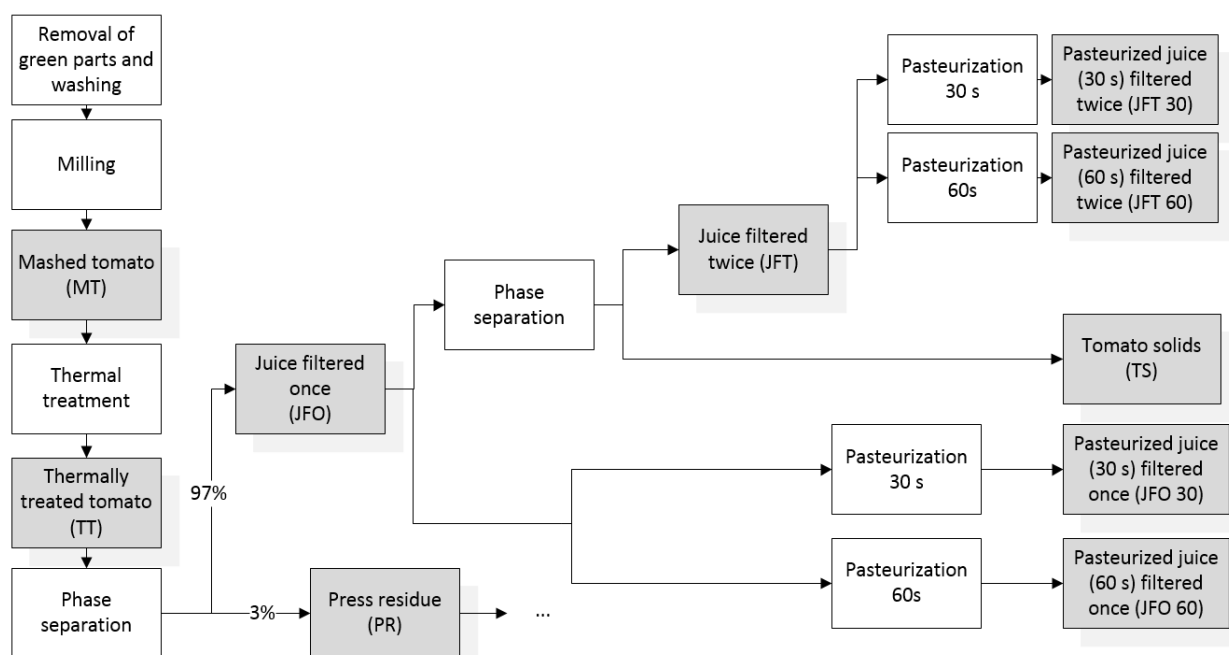 Removal of
green parts and
washing
Milling
Mashed tomato
(MT)
Thermal
treatment
Thermally
treated tomato
(TT)
Phase
separation
97%
3%
Juice filtered
once
(JFO)
Press residue
(PR)
...
Phase
separation
Juice filtered
twice (JFT)
Pasteurization
30 s
Pasteurized juice
(30 s) filtered
twice (JFT 30)
Pasteurization
60s
Pasteurized juice
(60 s) filtered
twice (JFT 60)
Tomato solids
(TS)
Pasteurization
30 s
Pasteurized juice
(30 s) filtered
once (JFO 30)
Pasteurization
60s
Pasteurized juice
(60 s) filtered
once (JFO 60)